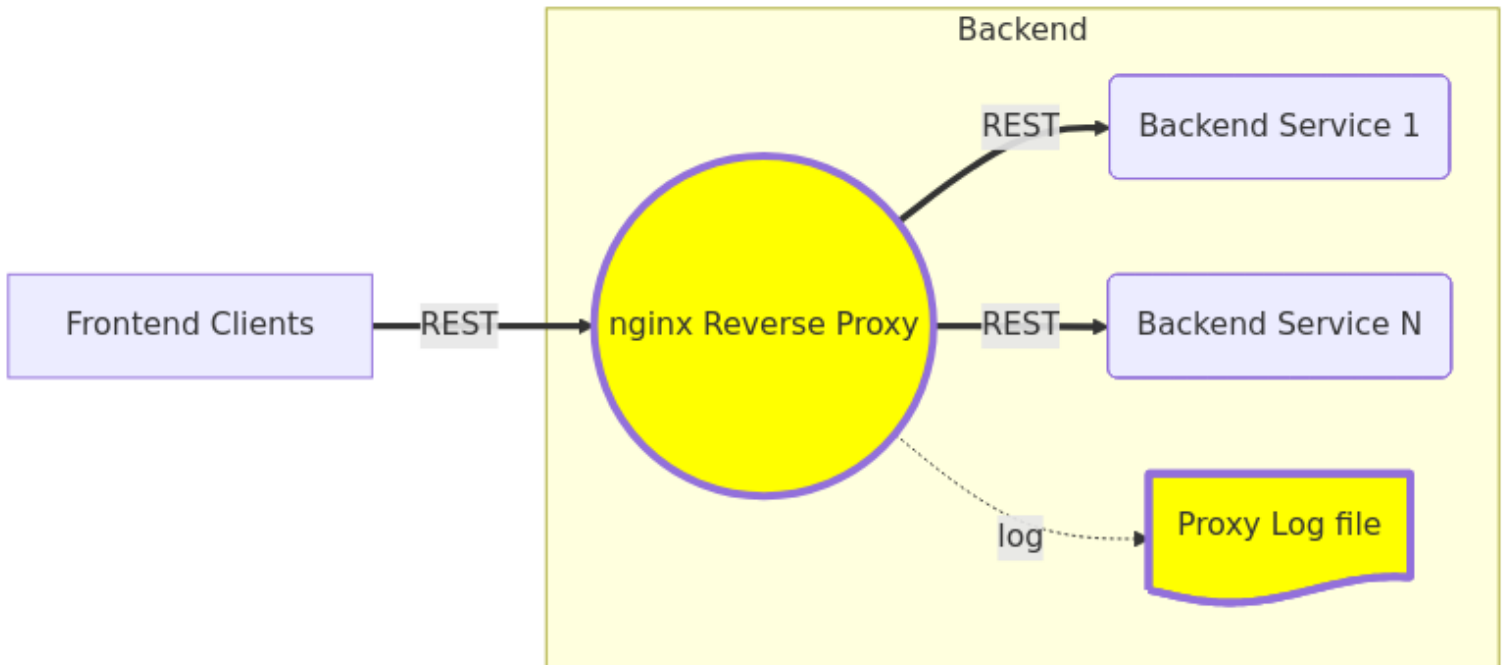 Backend
REST
Backend Service 1
Frontend Clients
REST
nginx Reverse Proxy
REST
Backend Service N
log
Proxy Log file